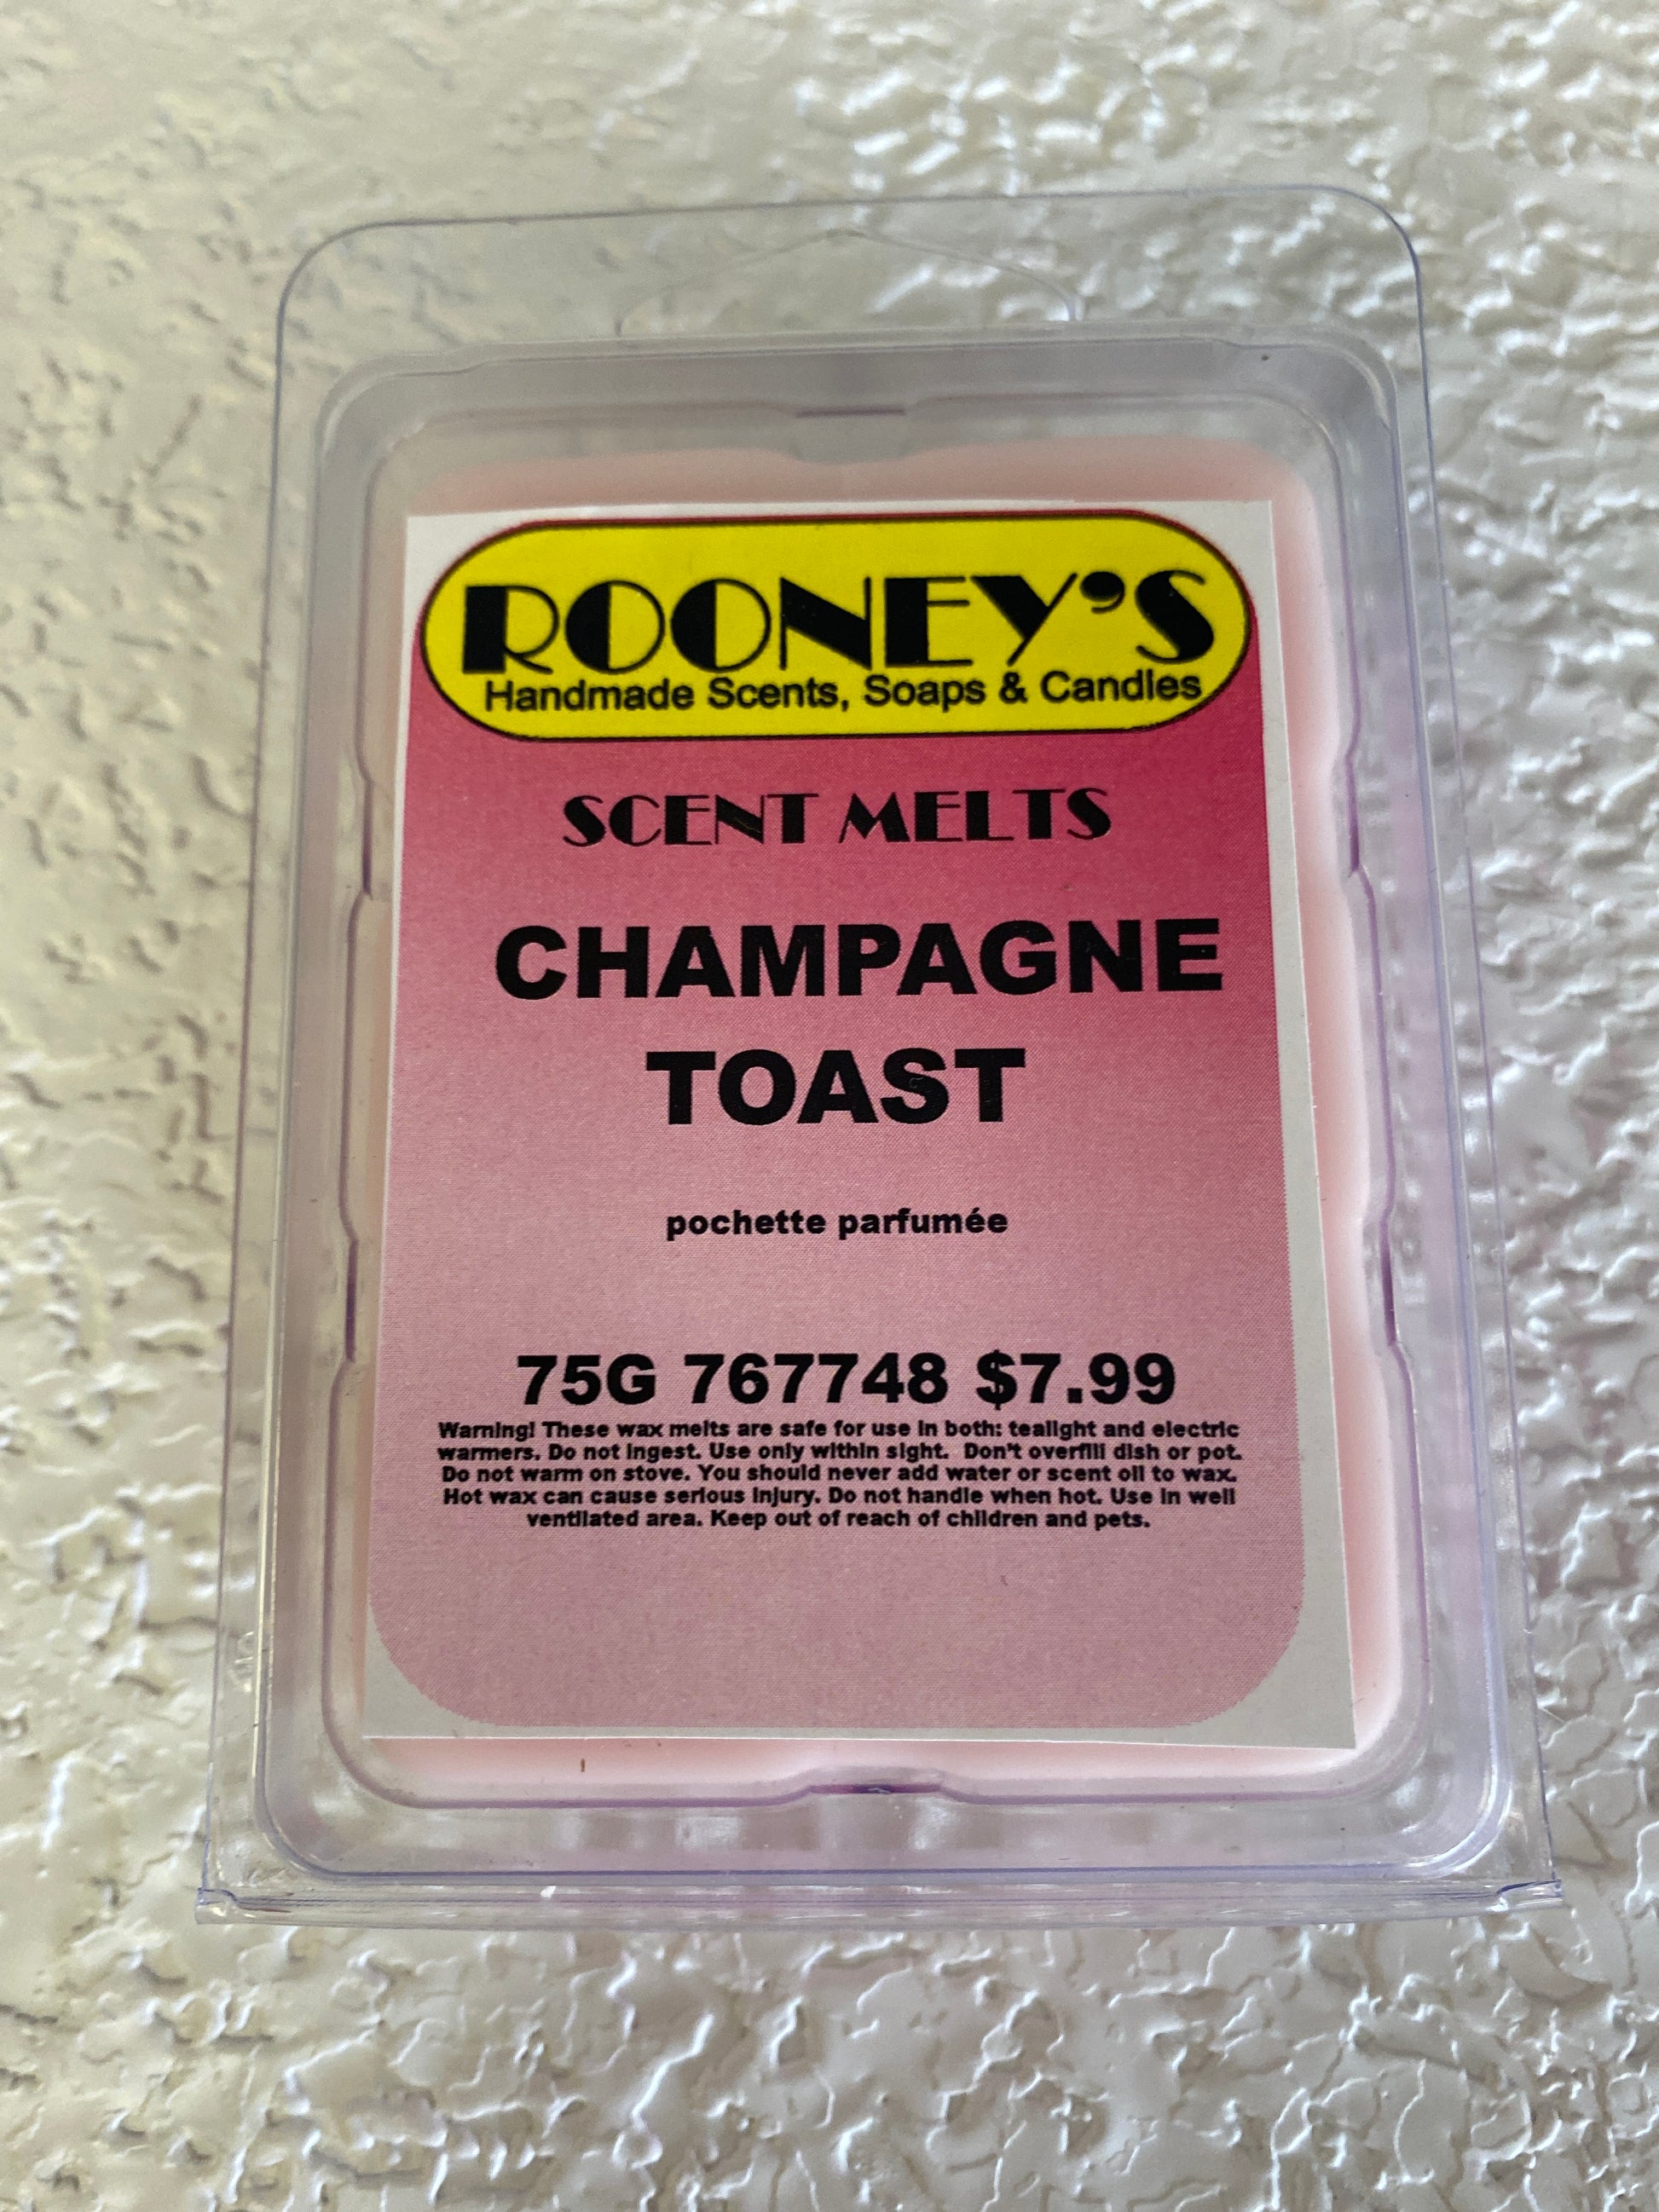 ROONEY'S
Handmade Scents, Soaps & Candles
SCENT MELTS
CHAMPAGNE
TOAST
pochette parfumée
75G 767748 $7.99
Warning! These wax melts are safe for use in both: tealight and electric
warmers. Do not ingest. Use only within sight. Don't overfill dish or pot.
Do not warm on stove. You should never add water or scent oil to wax.
Hot wax can cause serious injury. Do not handle when hot. Use in well
ventilated area. Keep out of reach of children and pets.